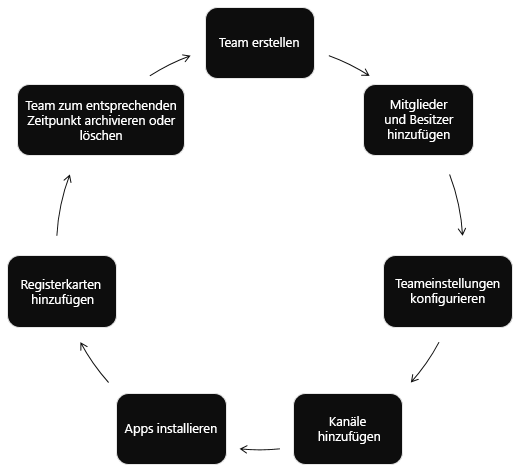 Team erstellen
Mitglieder
und Besitzer
hinzufügen
Teameinstellungen
konfigurieren
Kanäle
hinzufügen
Apps installieren
Registerkarten
hinzufügen
Team zum entsprechenden
Zeitpunkt archivieren oder
löschen